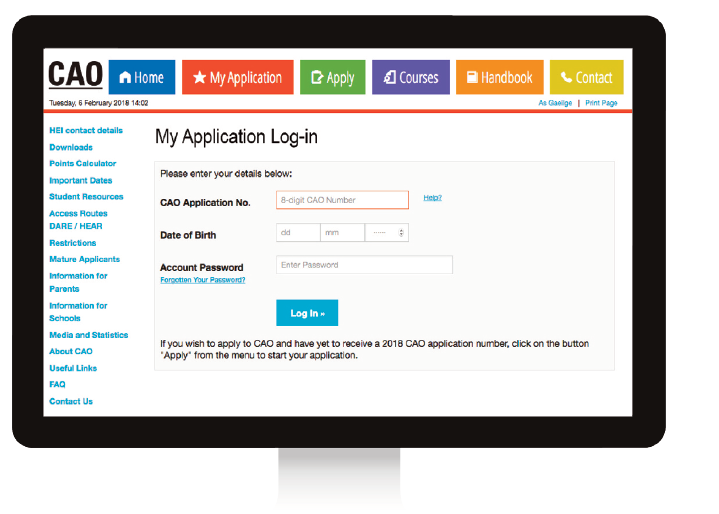 CAO
Home
My Application
Apply
Courses
Handbook
Contact
Tuesday, 6 February 2018 14:02
As Gaeilge | Print Page
HEI contact details
Downloads
Points Calculator
Important Dates
Student Resources
Access Routes
DARE / HEAR
Restrictions
Mature Applicants
Information for
Parents
Information for
Schools
Media and Statistics
About CAO
Useful Links
FAQ
Contact Us
My Application Log-in
Please enter your details below:
CAO Application No.
8-digit CAO Number
Help?
Date of Birth
dd
mm
-----
Account Password
Enter Password
Forgotten Your Password?
Log In »
If you wish to apply to CAO and have yet to receive a 2018 CAO application number, click on the button
"Apply" from the menu to start your application.